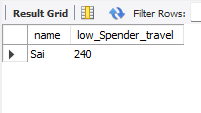 Result Grid Filter Rows:
name low_Spender_travel
Sai 240